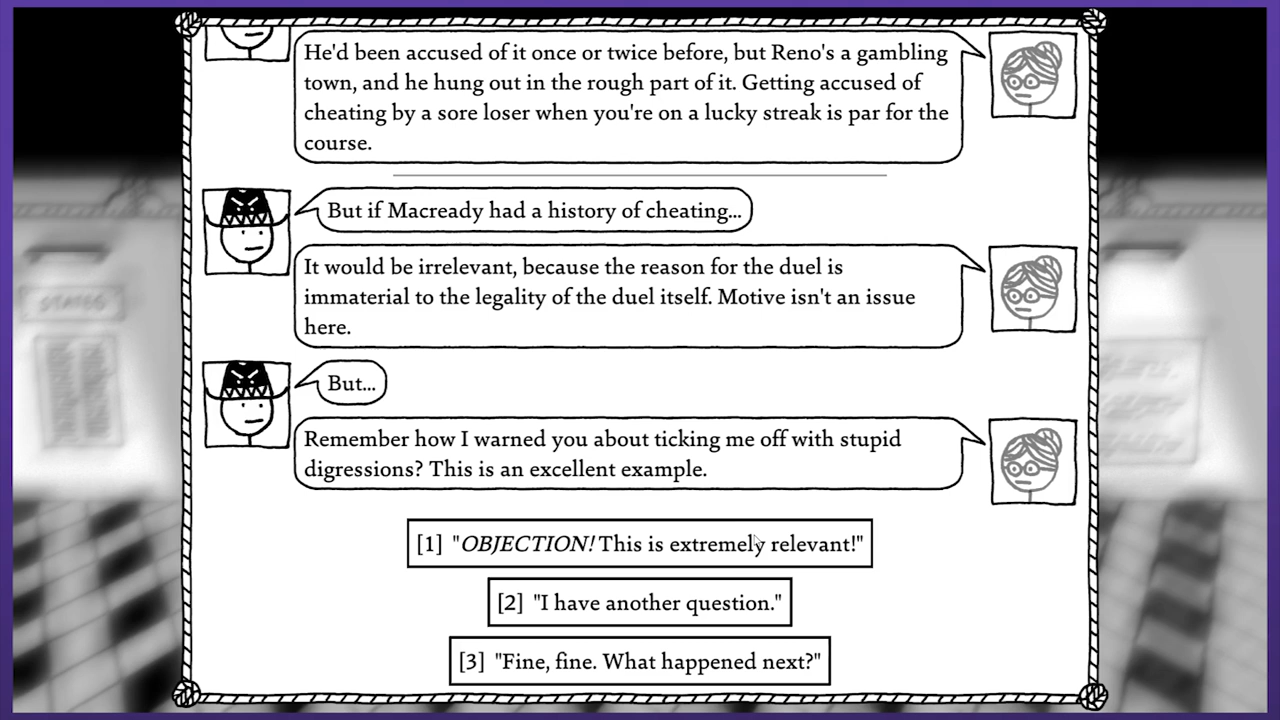 He'd been accused of it once or twice before, but Reno's a gambling
town, and he hung out in the rough part of it. Getting accused of
cheating by a sore loser when you're on a lucky streak is par for the
course.
But if Macready had a history of cheating...
It would be irrelevant, because the reason for the duel is
immaterial to the legality of the duel itself. Motive isn't an issue
here.
But...
Remember how I warned you about ticking me off with stupid
digressions? This is an excellent example.
[1] "OBJECTION! This is extremely relevant!"
[2] "I have another question."
[3] "Fine, fine. What happened next?"